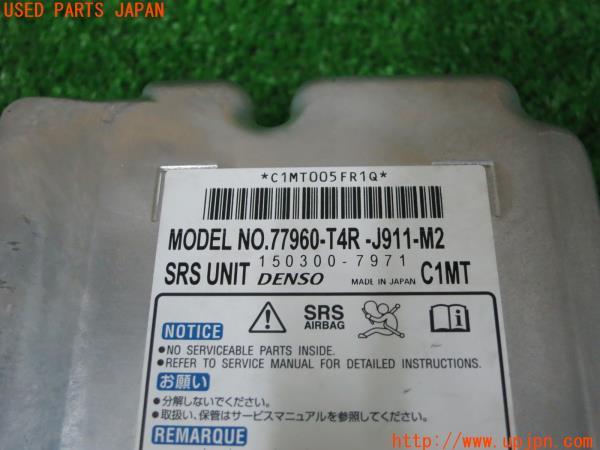 USED PARTS JAPAN
*C1MT005FR1Q*
MODEL NO.77960-T4R -J911-M2
150300-7971
SRS UNIT DENSO MADE IN JAPAN C1MT
NOTICE
SRS
AIRBAG
●NO SERVICEABLE PARTS INSIDE.
●REFER TO SERVICE MANUAL FOR DETAILED INSTRUCTIONS.
お願い
●分解しないでください。
●取扱い、保管はサービスマニュアルを参照してください。
REMARQUE
http://www.upjpn.com/